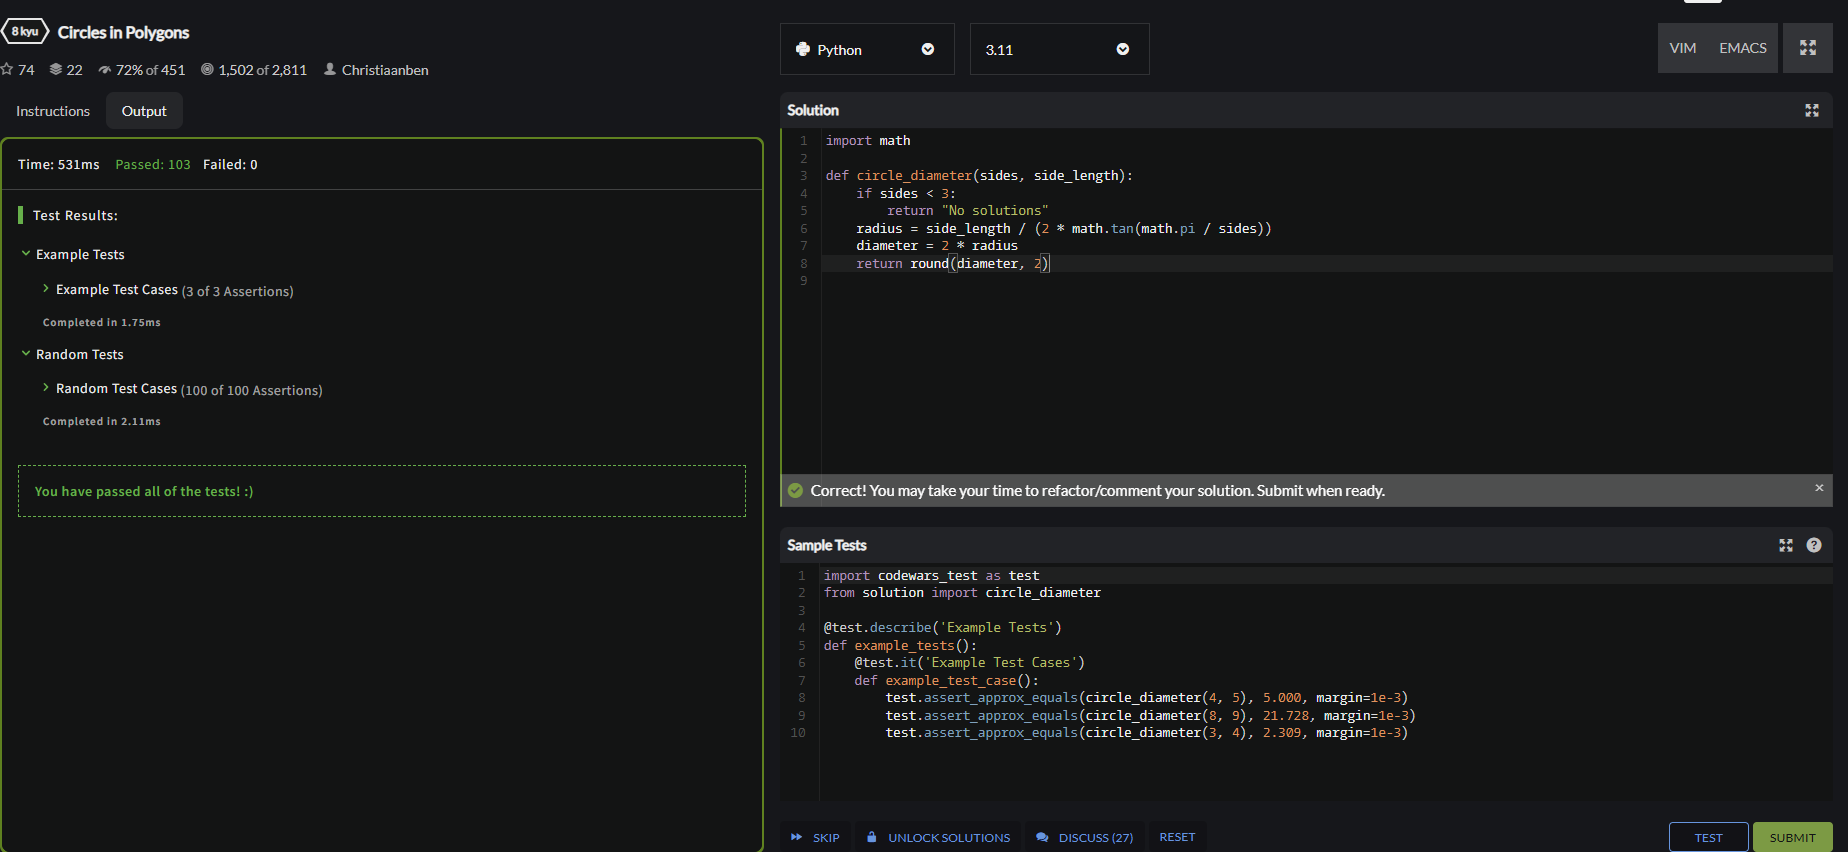 8 kyu Circles in Polygons
74 22 72% of 451 1,502 of 2,811 Christiaanben
Instructions Output
Time: 531ms Passed: 103 Failed: 0
Test Results:
Example Tests
Example Test Cases (3 of 3 Assertions)
Completed in 1.75ms
Random Tests
Random Test Cases (100 of 100 Assertions)
Completed in 2.11ms
You have passed all of the tests! :)
Python 3.11 VIM EMACS
Solution
1 import math
2
3 def circle_diameter(sides, side_length):
4     if sides < 3:
5         return "No solutions"
6     radius = side_length / (2 * math.tan(math.pi / sides))
7     diameter = 2 * radius
8     return round(diameter, 2)
9
Correct! You may take your time to refactor/comment your solution. Submit when ready. ×
Sample Tests ?
1 import codewars_test as test
2 from solution import circle_diameter
3
4 @test.describe('Example Tests')
5 def example_tests():
6     @test.it('Example Test Cases')
7     def example_test_case():
8         test.assert_approx_equals(circle_diameter(4, 5), 5.000, margin=1e-3)
9         test.assert_approx_equals(circle_diameter(8, 9), 21.728, margin=1e-3)
10         test.assert_approx_equals(circle_diameter(3, 4), 2.309, margin=1e-3)
SKIP UNLOCK SOLUTIONS DISCUSS (27) RESET TEST SUBMIT